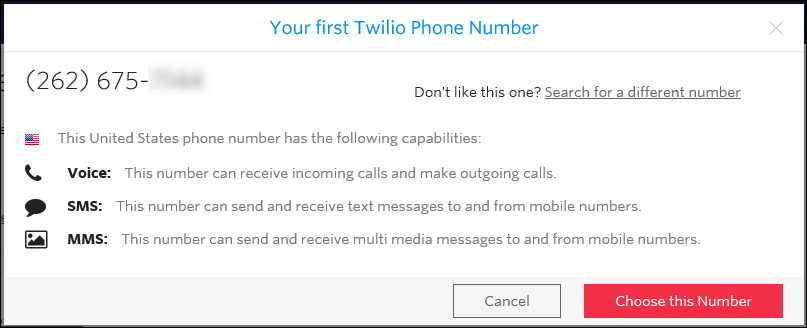 Your first Twilio Phone Number
(262) 675-
Don't like this one? Search for a different number
This United States phone number has the following capabilities:
Voice: This number can receive incoming calls and make outgoing calls.
SMS: This number can send and receive text messages to and from mobile numbers.
MMS: This number can send and receive multi media messages to and from mobile numbers.
Cancel
Choose this Number